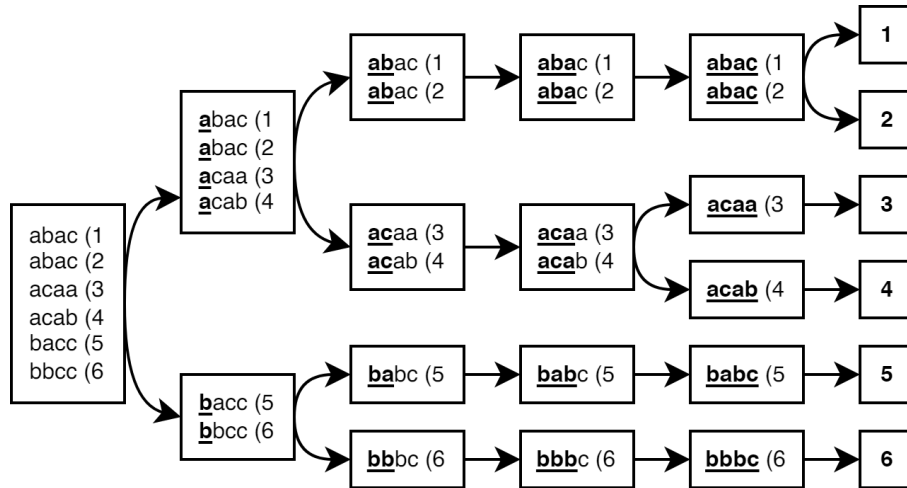 abac (1
abac (2
acaa (3
acab (4
bacc (5
bbcc (6
abac (1
abac (2
acaa (3
acab (4
bacc (5
bbcc (6
abac (1
abac (2
acaa (3
acab (4
babc (5
bbbc (6
abac (1
abac (2
acaa (3
acab (4
babc (5
bbbc (6
abac (1
abac (2
acaa (3
acab (4
babc (5
bbbc (6
1
2
3
4
5
6